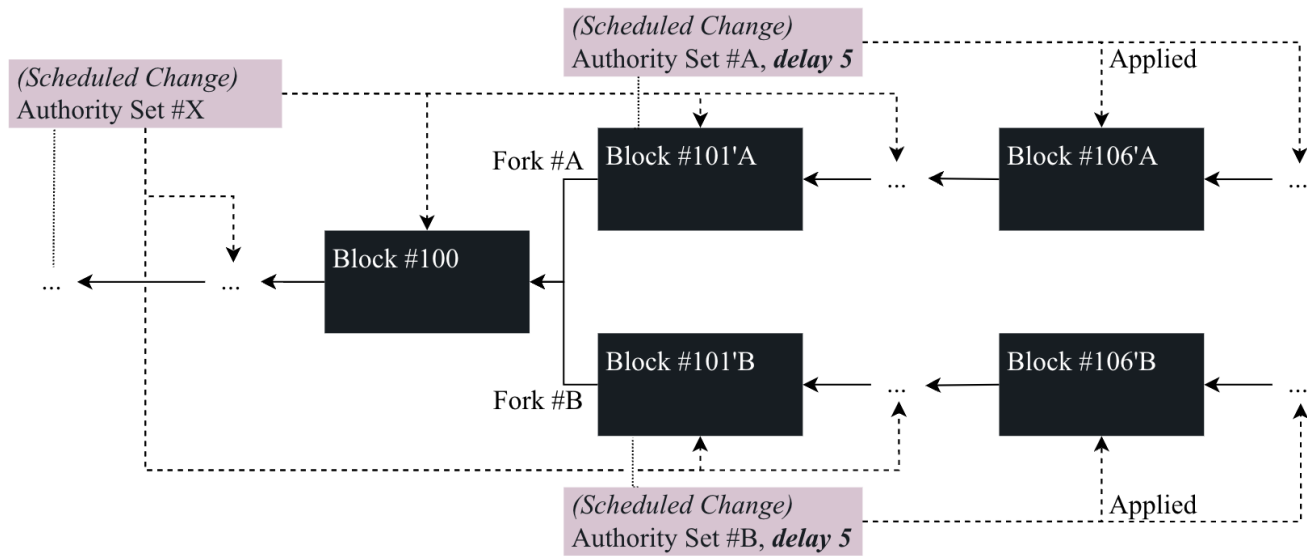 (Scheduled Change)
Authority Set #A, delay 5
Applied
(Scheduled Change)
Authority Set #X
Fork #A
Block #101'A
...
Block #106'A
...
Block #100
...
...
Block #101'B
...
Block #106'B
...
Fork #B
(Scheduled Change)
Authority Set #B, delay 5
Applied